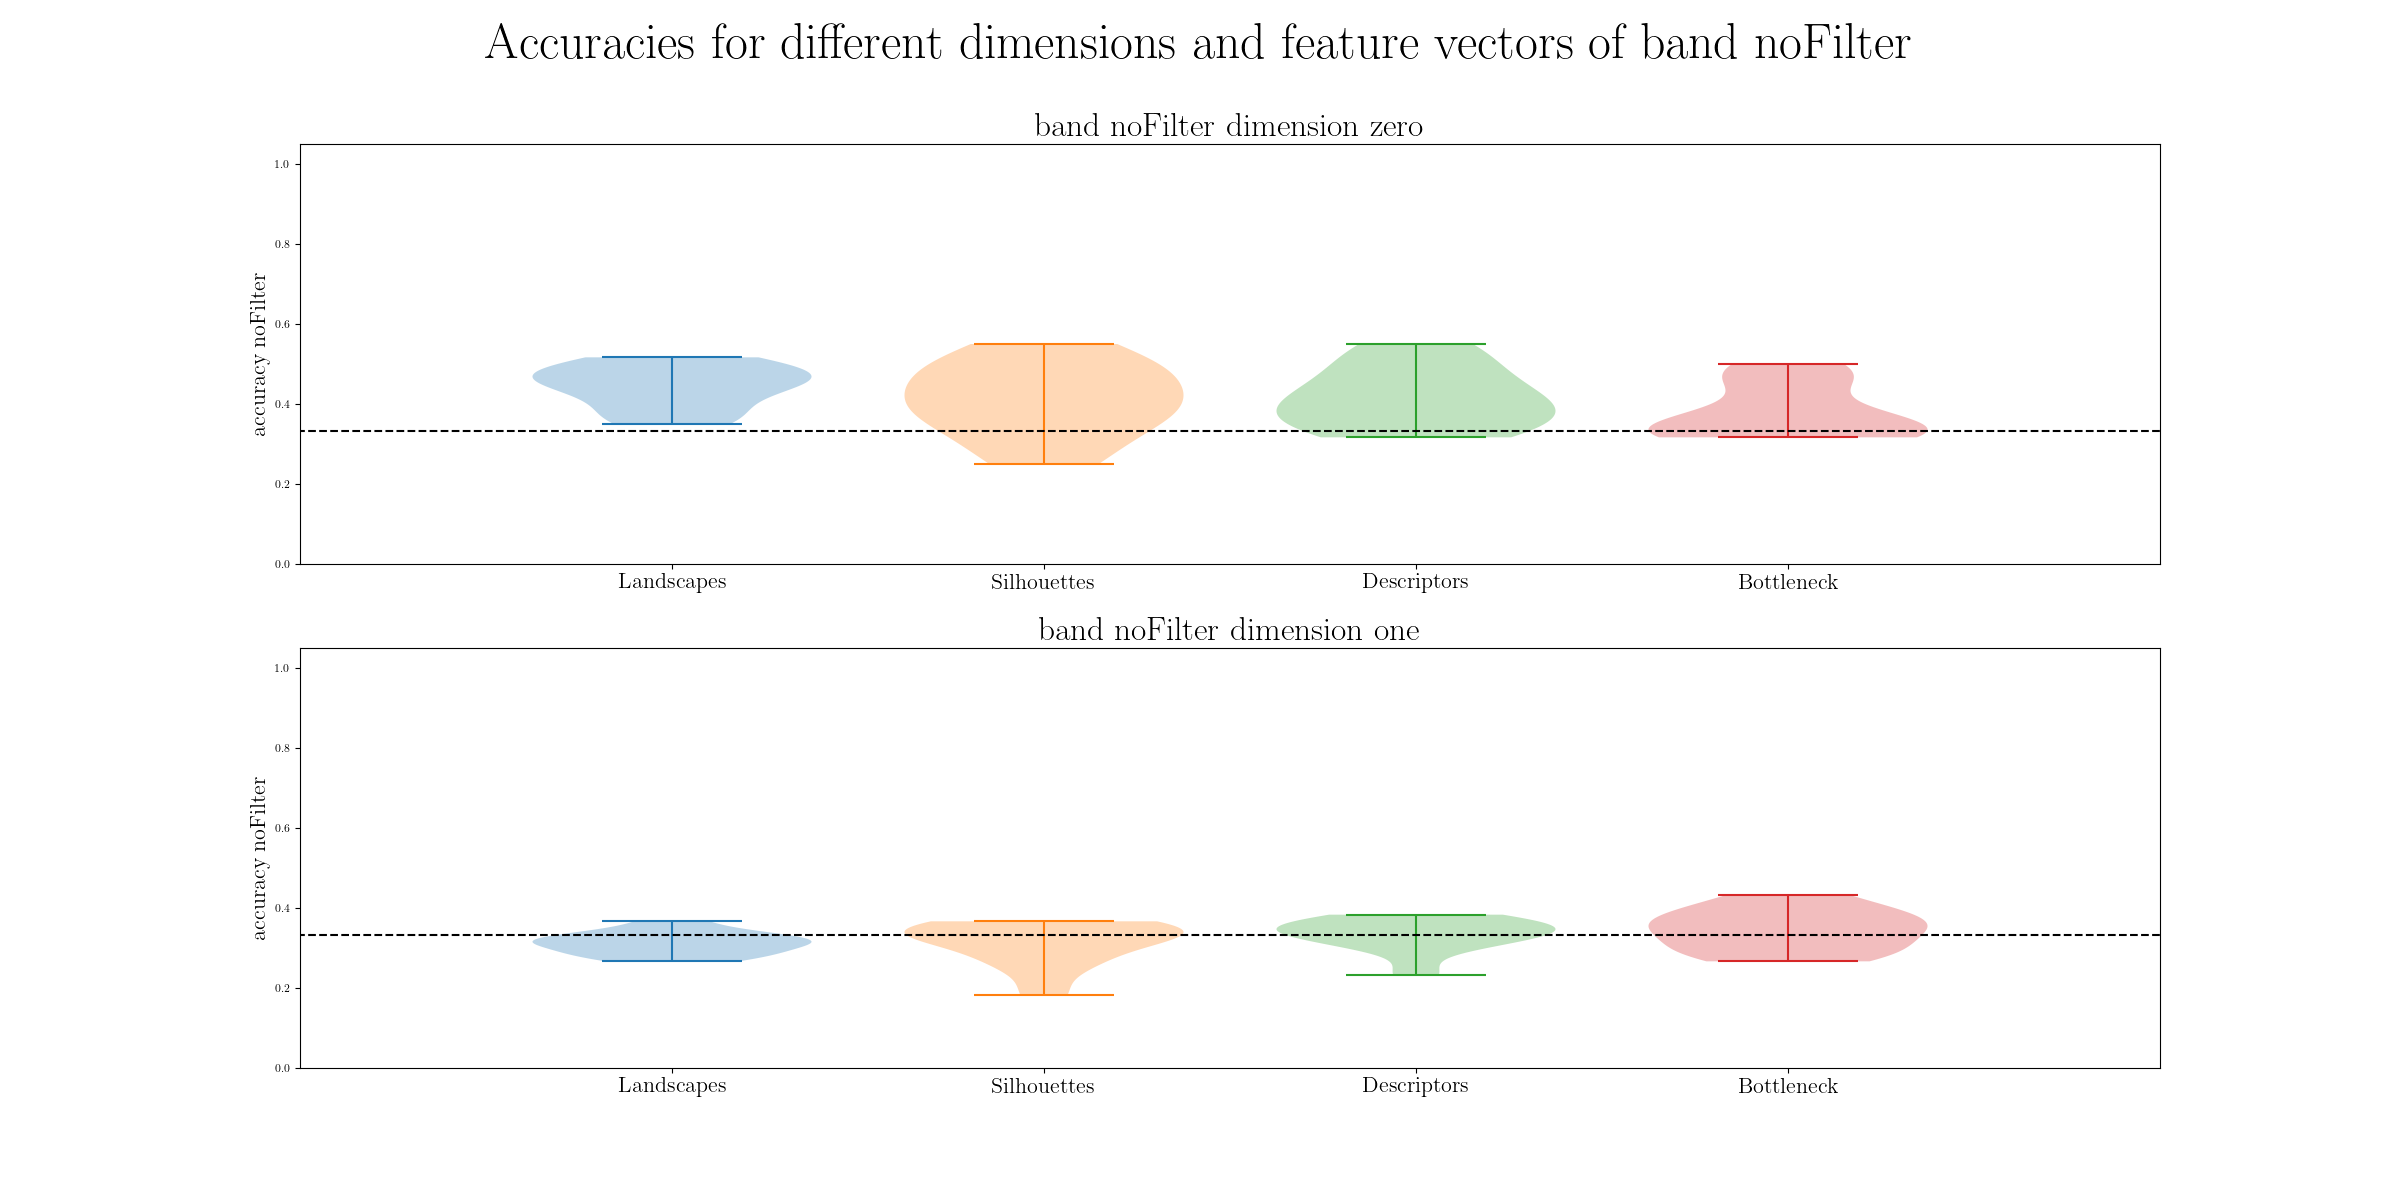 Accuracies for different dimensions and feature vectors of band noFilter
band noFilter dimension zero
accuracy noFilter
1.0
0.8
0.6
0.4
0.2
0.0
Landscapes Silhouettes Descriptors Bottleneck
band noFilter dimension one
accuracy noFilter
1.0
0.8
0.6
0.4
0.2
0.0
Landscapes Silhouettes Descriptors Bottleneck